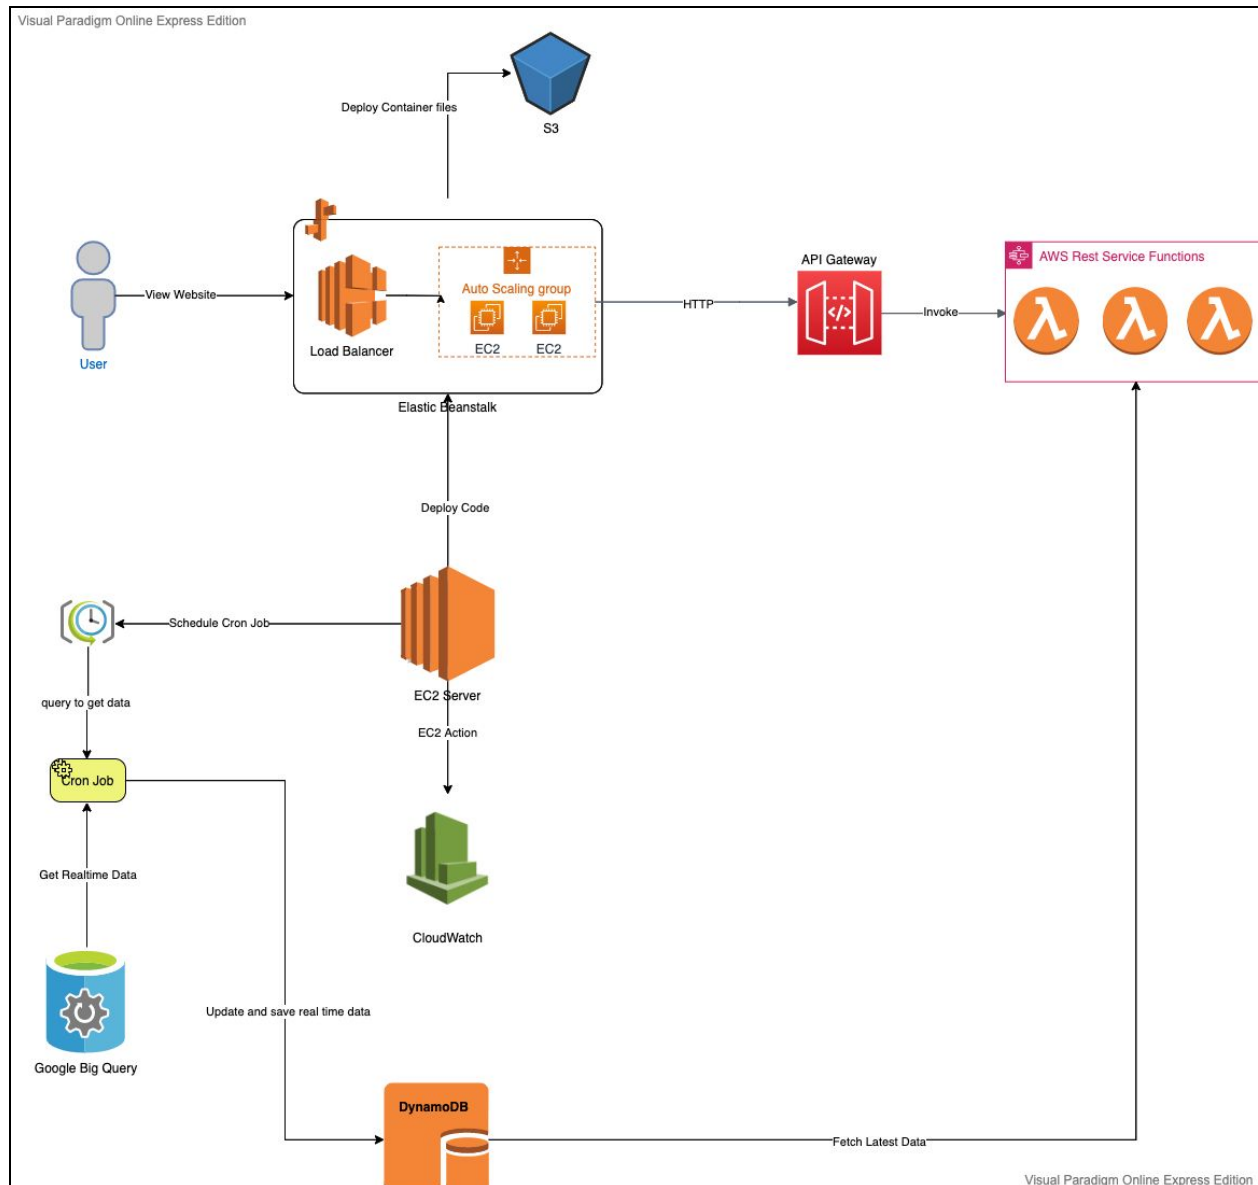 Visual Paradigm Online Express Edition
Deploy Container files
S3
User
View Website
Load Balancer
Auto Scaling group
EC2
EC2
Elastic Beanstalk
HTTP
API Gateway
Invoke
AWS Rest Service Functions
Deploy Code
Schedule Cron Job
EC2 Server
query to get data
EC2 Action
Cron Job
Get Realtime Data
CloudWatch
Update and save real time data
Google Big Query
DynamoDB
Fetch Latest Data
Visual Paradigm Online Express Edition